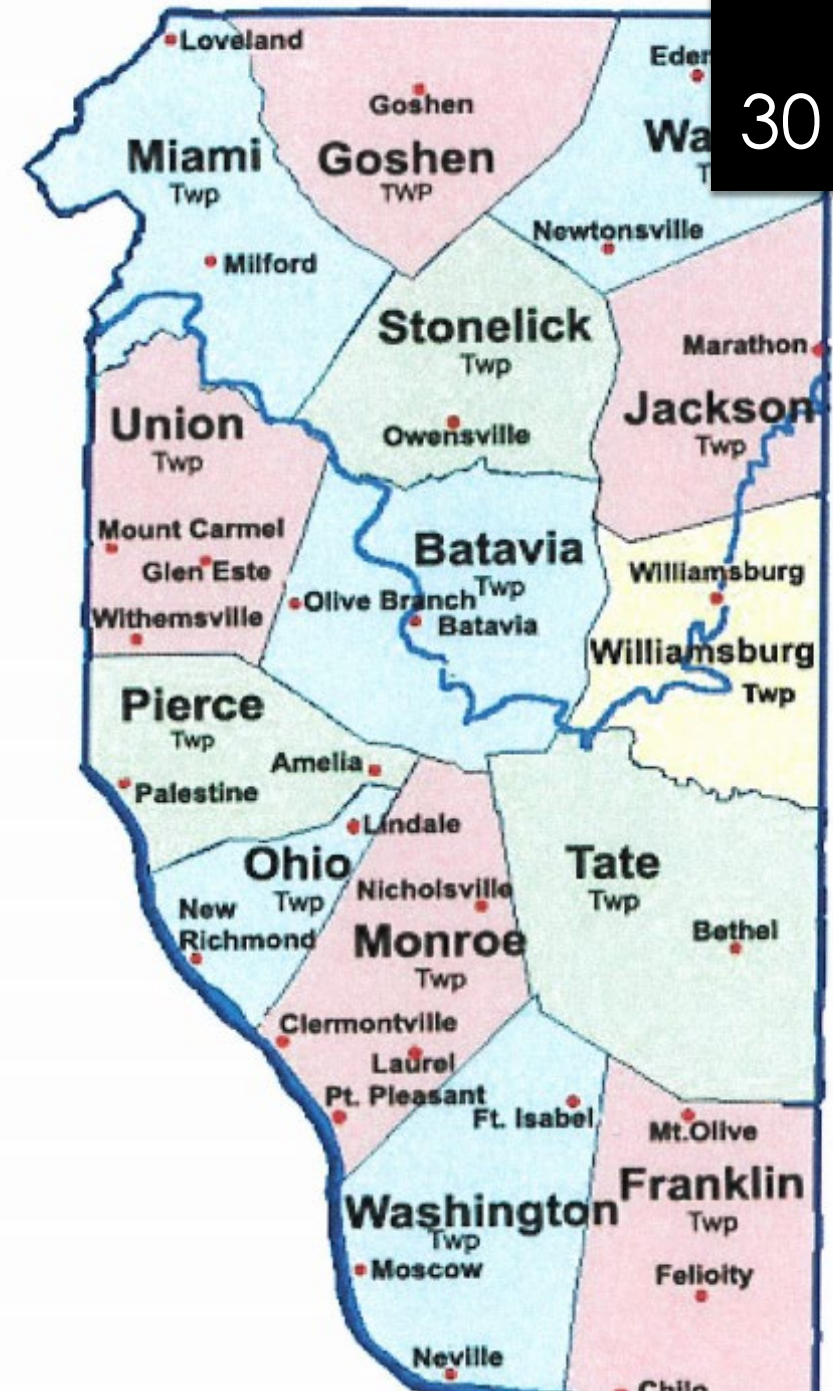 Loveland
Eden
30
Goshen
Wa
Miami
Twp
Goshen
TWP
T
Newtonsville
Milford
Stonelick
Twp
Marathon
Jackson
Twp
Owensville
Union
Twp
Mount Carmel
Glen Este
Withemsville
Batavia
Twp
Olive Branch
Batavia
Williamsburg
Williamsburg
Twp
Pierce
Twp
Amelia
Palestine
Lindale
Ohio
Twp
New
Richmond
Nicholsville
Monroe
Twp
Tate
Twp
Bethel
Clermontville
Laurel
Pt. Pleasant
Ft. Isabel
Mt.Olive
Franklin
Twp
Washington
Twp
Moscow
Felicity
Neville